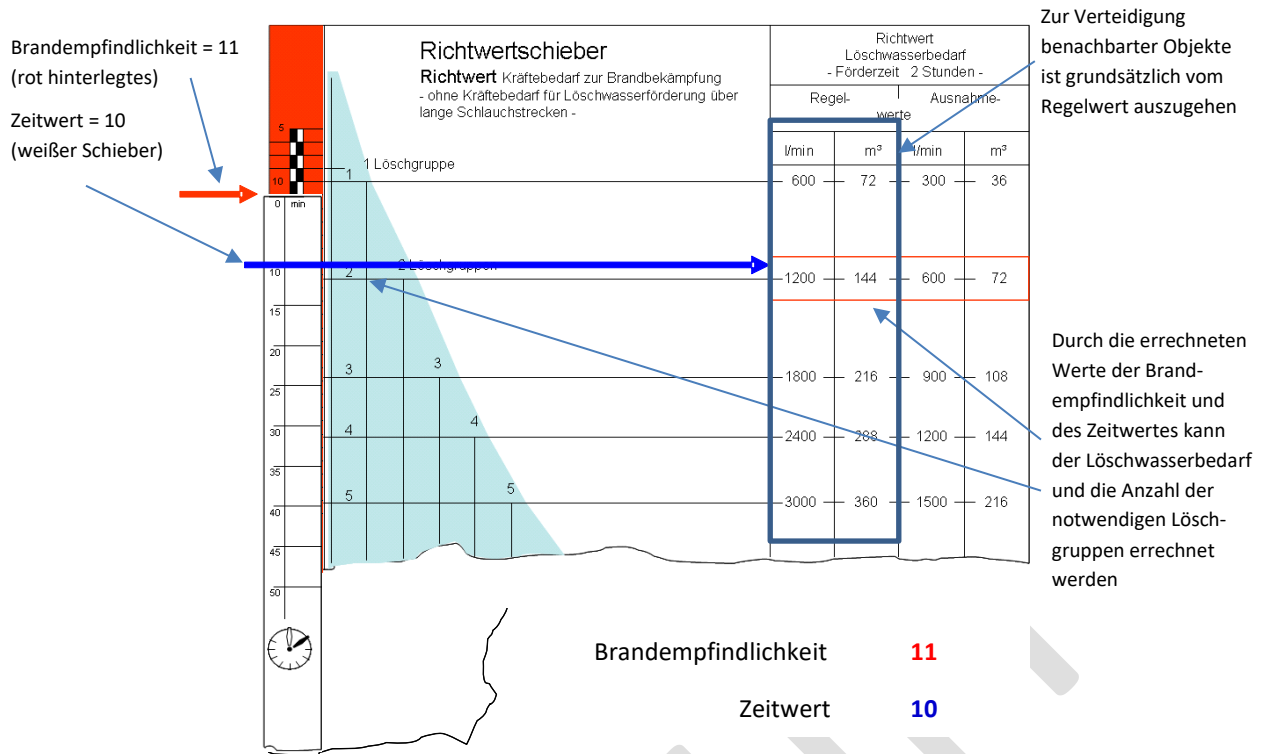 Brandempfindlichkeit = 11
(rot hinterlegtes)
Zeitwert = 10
(weißer Schieber)
Richtwertschieber
Richtwert Kräftebedarf zur Brandbekämpfung
- ohne Kräftebedarf für Löschwasserförderung über
lange Schlauchstrecken -
Richtwert
Löschwasserbedarf
- Förderzeit 2 Stunden -
Regel- Ausnahme-
werte
l/min m³ l/min m³
5
10
0 min
10
15
20
25
30
35
40
45
50
1 1 Löschgruppe 600 72 300 36
2 2 Löschgruppen 1200 144 600 72
3 3 1800 216 900 108
4 4 2400 288 1200 144
5 5 3000 360 1500 216
Zur Verteidigung
benachbarter Objekte
ist grundsätzlich vom
Regelwert auszugehen
Durch die errechneten
Werte der Brand-
empfindlichkeit und
des Zeitwertes kann
der Löschwasserbedarf
und die Anzahl der
notwendigen Lösch-
gruppen errechnet
werden
Brandempfindlichkeit 11
Zeitwert 10